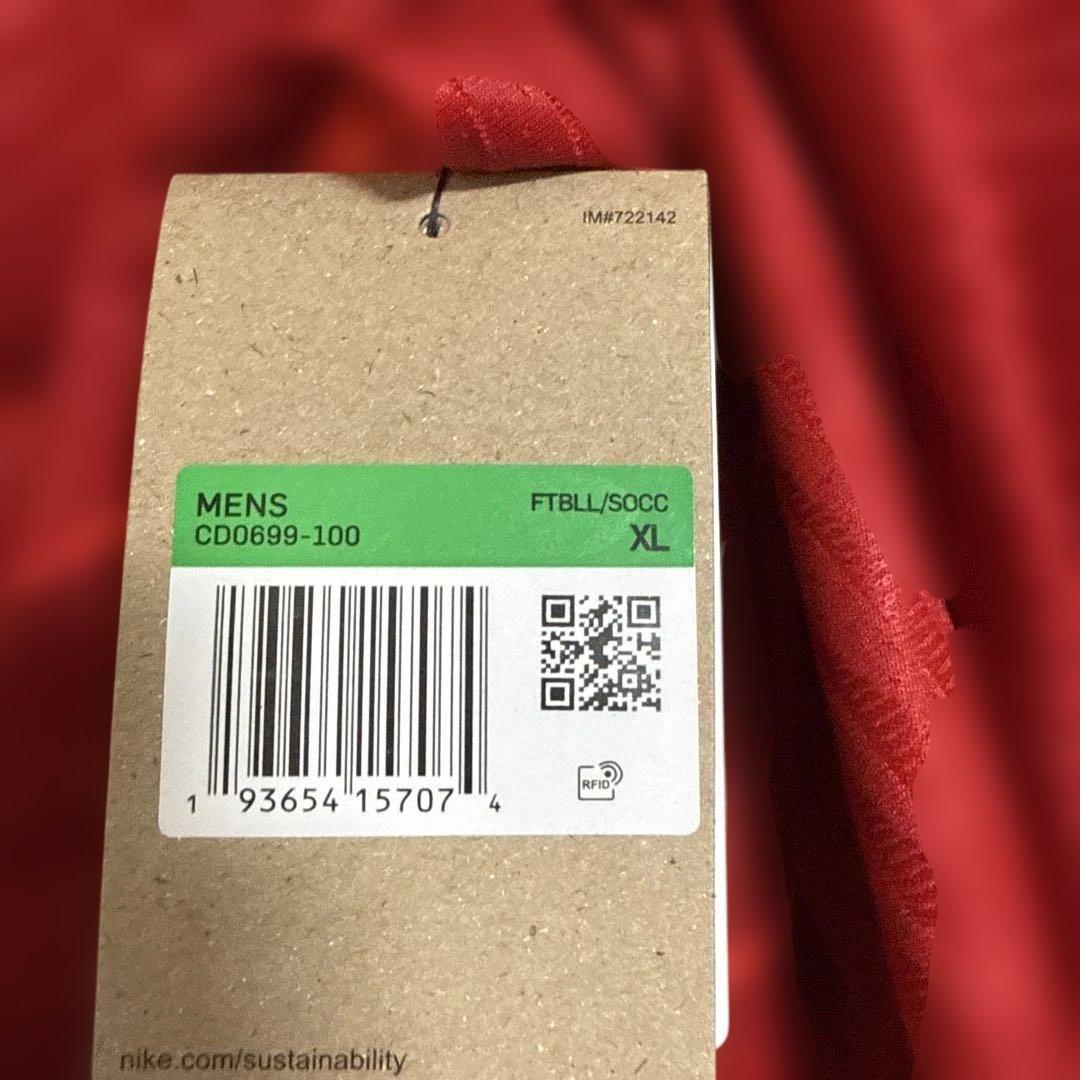 IM#722142
MENS
FTBLL/SOCC
CD0699-100
XL
1 93654 15707 4
RFID
nike.com/sustainability